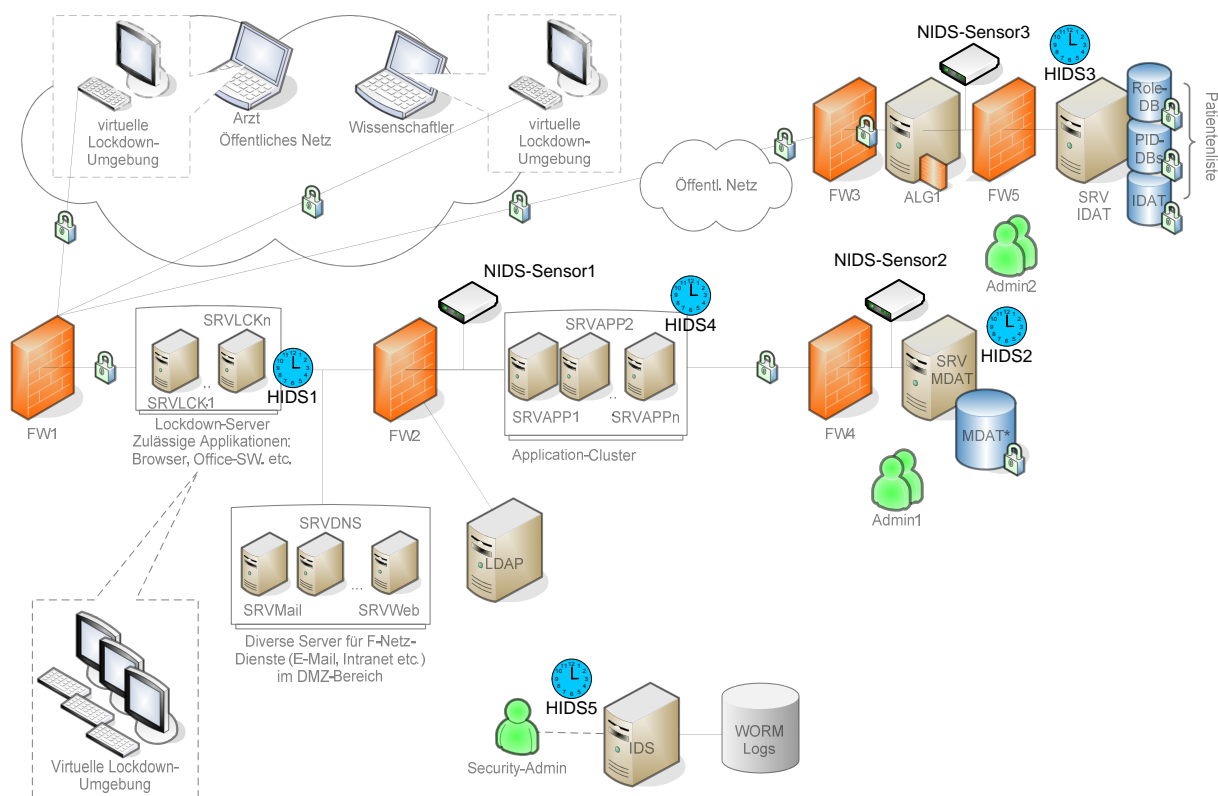 NIDS-Sensor3
HIDS3
Role-
DB
PID-
DBs
IDAT
Patientenliste
virtuelle
Lockdown-
Umgebung
Arzt
Öffentliches Netz
Wissenschaftler
virtuelle
Lockdown-
Umgebung
Öffentl. Netz
FW3
ALG1
FW5
SRV
IDAT
Admin2
NIDS-Sensor1
NIDS-Sensor2
SRVLCKn
..
SRVLCK1
HIDS1
FW1
Lockdown-Server
Zulässige Applikationen:
Browser, Office-SW. etc.
FW2
SRVAPP2
HIDS4
..
SRVAPP1
SRVAPPn
Application-Cluster
FW4
SRV
MDAT
HIDS2
MDAT*
Admin1
SRVDNS
...
SRVMail
SRVWeb
Diverse Server für F-Netz-
Dienste (E-Mail, Intranet etc.)
im DMZ-Bereich
LDAP
Virtuelle Lockdown-
Umgebung
HIDS5
Security-Admin
IDS
WORM
Logs